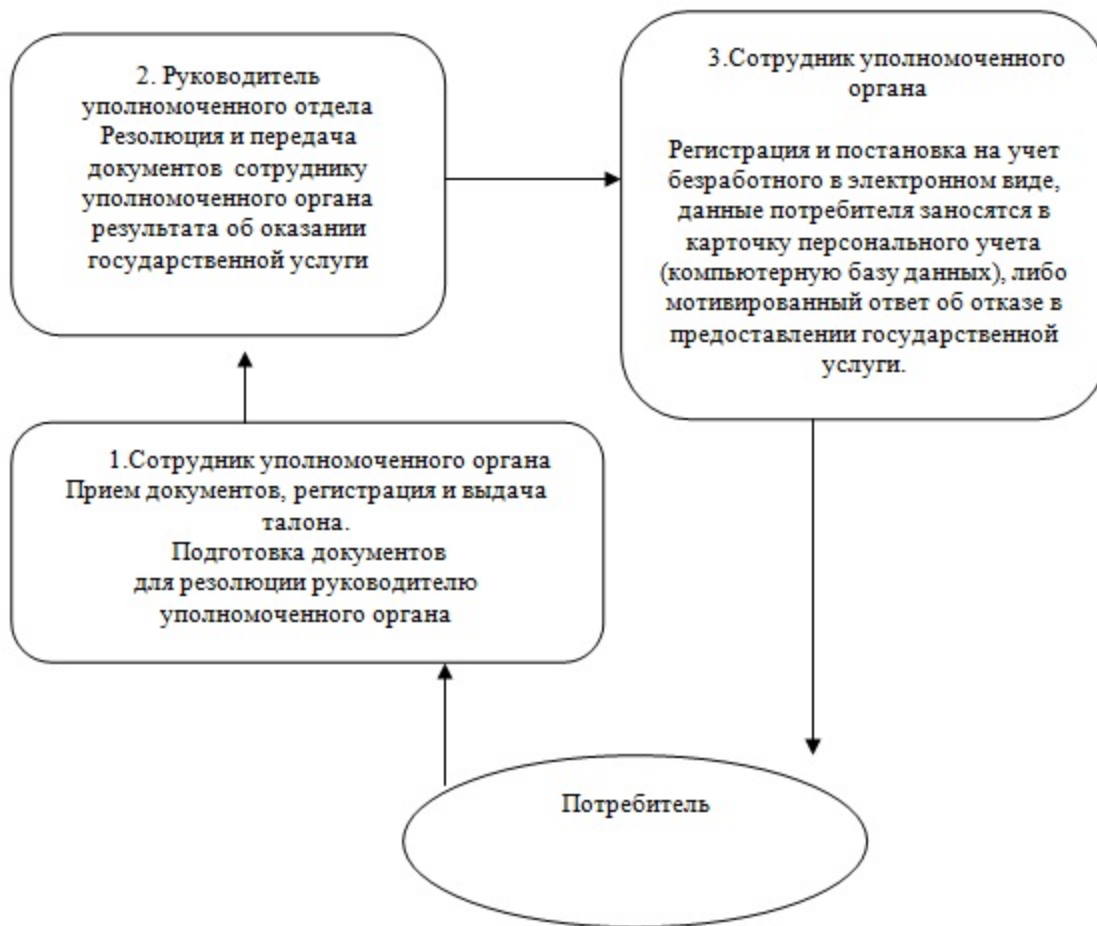 2. Руководитель
уполномоченного отдела
Резолюция и передача
документов сотруднику
уполномоченного органа
результата об оказании
государственной услуги
3.Сотрудник уполномоченного
органа
Регистрация и постановка на учет
безработного в электронном виде,
данные потребителя заносятся в
карточку персонального учета
(компьютерную базу данных), либо
мотивированный ответ об отказе в
предоставлении государственной
услуги.
1.Сотрудник уполномоченного органа
Прием документов, регистрация и выдача
талона.
Подготовка документов
для резолюции руководителю
уполномоченного органа
Потребитель